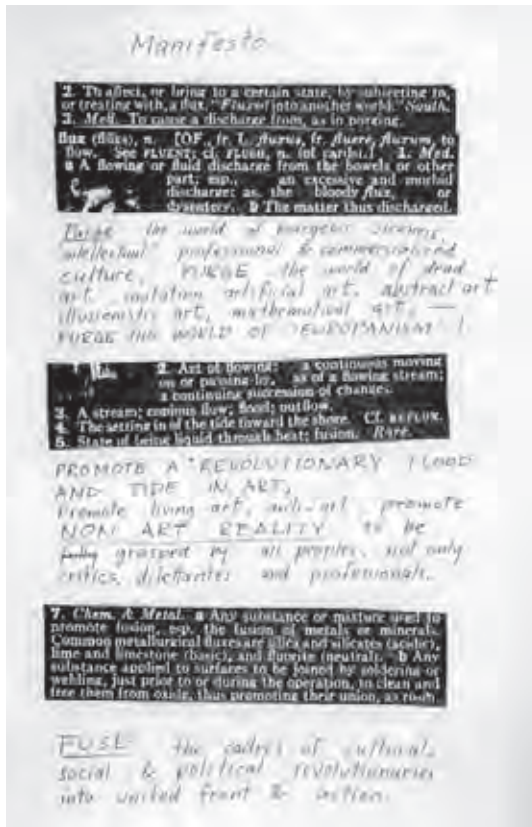 Manifesto
2. To affect, or bring to a certain state, by subjecting to,
or treating with, a flux. "Fluxed into another world." South.
3. Med. To cause a discharge from, as in purging.
flux (flŭks), n. [OF., fr. L. fluxus, fr. fluere, fluxum, to
flow. See FLUENT; cf. FLUSH, n. (of cards).] 1. Med.
a A flowing or fluid discharge from the bowels or other
part; esp., an excessive and morbid
discharge; as, the bloody flux, or
dysentery. b The matter thus discharged.
Purge the world of bourgeois sickness,
"intellectual", professional & commercialized
culture, PURGE the world of dead
art, imitation, artificial art, abstract art,
illusionistic art, mathematical art, —
PURGE THE WORLD OF "EUROPANISM" !
2. Act of flowing: a continuous moving
on or passing by, as of a flowing stream;
a continuing succession of changes.
3. A stream; copious flow; flood; outflow.
4. The setting in of the tide toward the shore. Cf. REFLUX.
5. State of being liquid through heat; fusion. Rare.
PROMOTE A REVOLUTIONARY FLOOD
AND TIDE IN ART,
Promote living art, anti-art, promote
NON ART REALITY to be
grasped by all peoples, not only
critics, dilettantes and professionals.
7. Chem. & Metal. a Any substance or mixture used to
promote fusion, esp. the fusion of metals or minerals.
Common metallurgical fluxes are silica and silicates (acidic),
lime and limestone (basic), and fluorite (neutral). b Any
substance applied to surfaces to be joined by soldering or
welding, just prior to or during the operation, to clean and
free them from oxide, thus promoting their union, as rosin.
FUSE the cadres of cultural,
social & political revolutionaries
into united front & action.